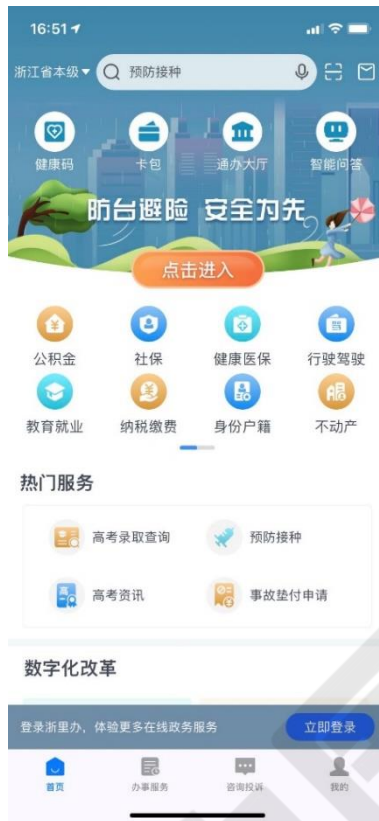 16:51
浙江省本级 预防接种
健康码 卡包 通办大厅 智能问答
防台避险 安全为先
点击进入
公积金 社保 健康医保 行驶驾驶
教育就业 纳税缴费 身份户籍 不动产
热门服务
高考录取查询 预防接种
高考资讯 事故垫付申请
数字化改革
登录浙里办，体验更多在线政务服务 立即登录
首页 办事服务 咨询投诉 我的